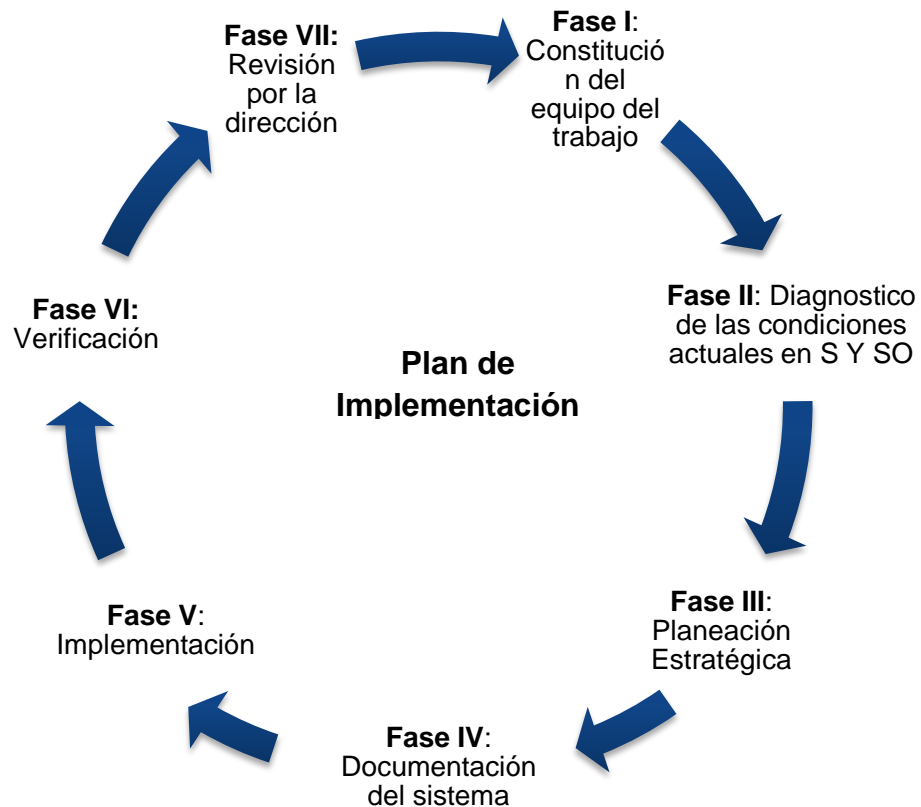 Fase VII:
Revisión
por la
dirección
Fase I:
Constitució
n del
equipo del
trabajo
Fase II: Diagnostico
de las condiciones
actuales en S Y SO
Fase III:
Planeación
Estratégica
Fase IV:
Documentación
del sistema
Fase V:
Implementación
Fase VI:
Verificación
Plan de
Implementación